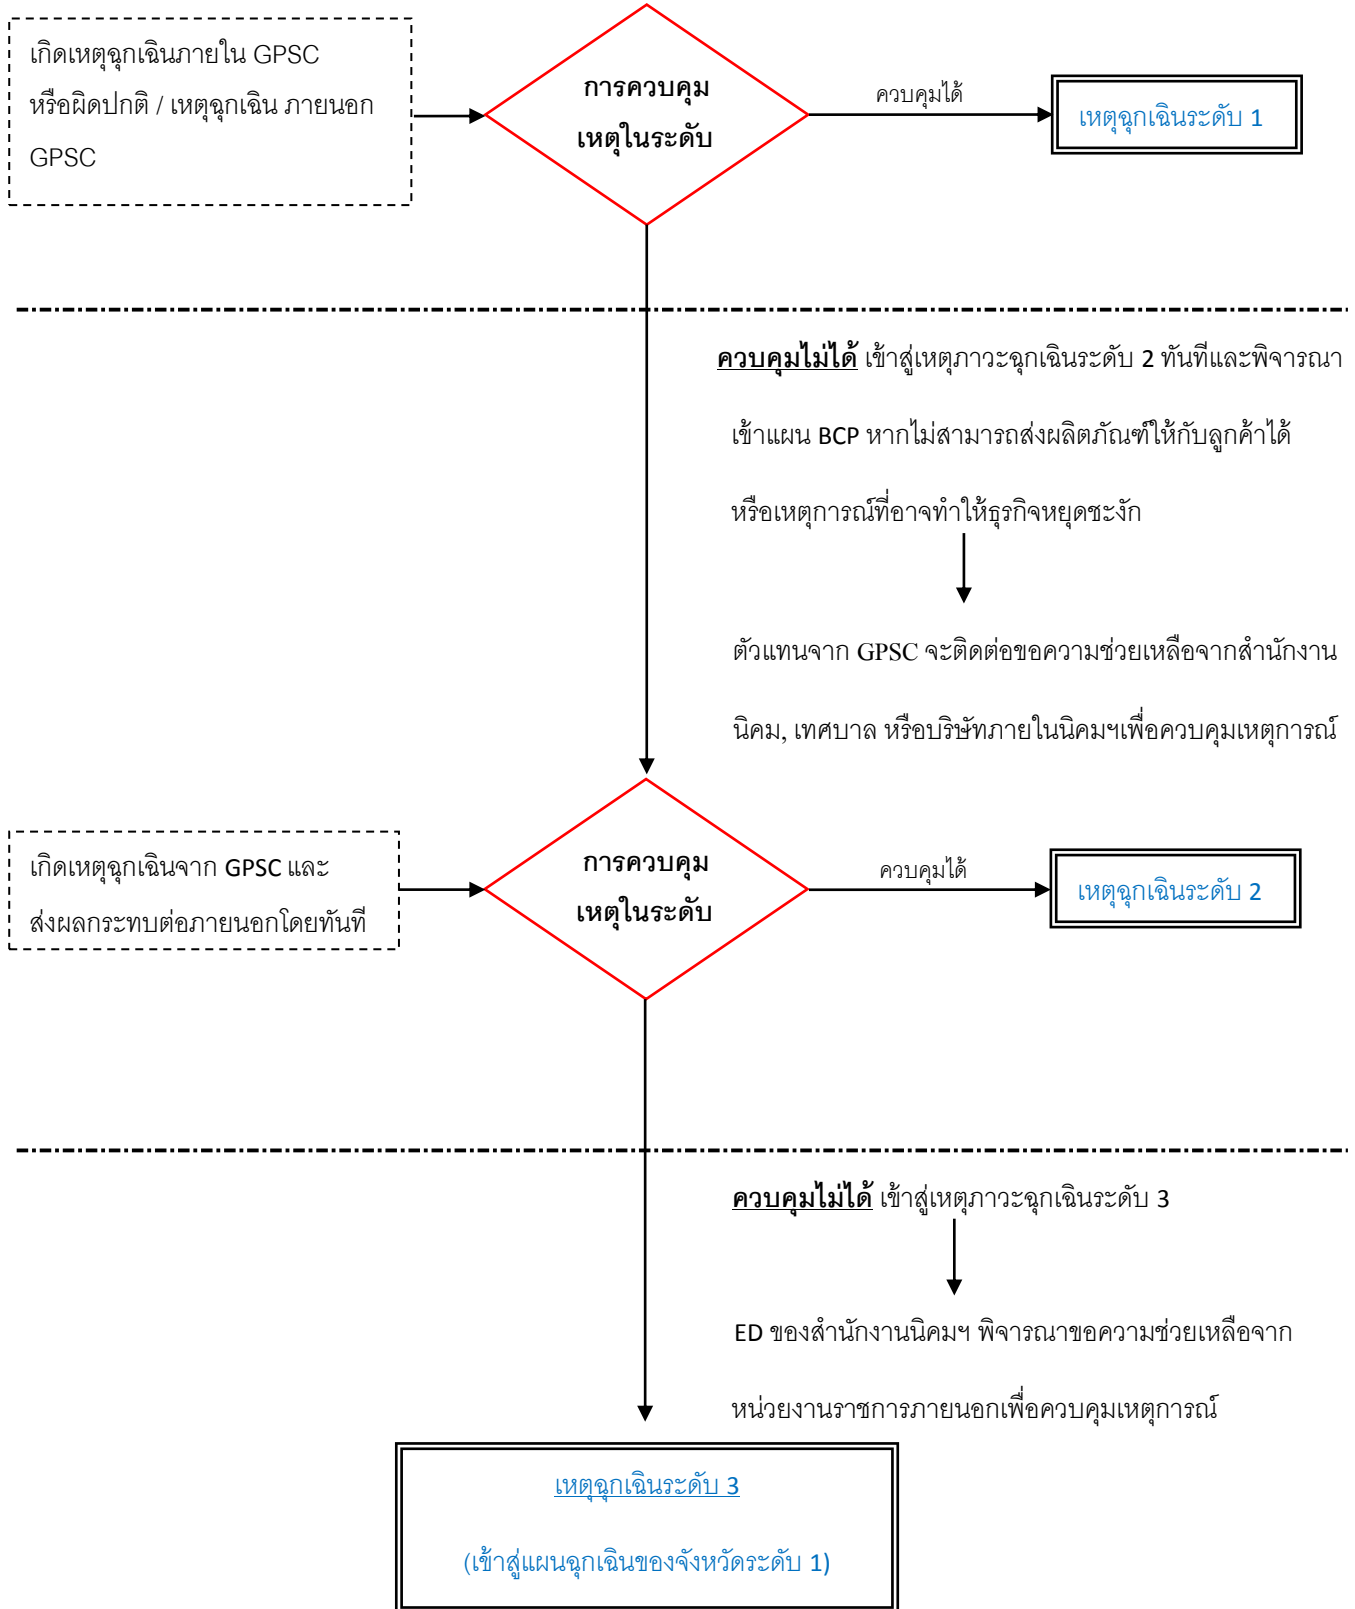 เกิดเหตุฉุกเฉินภายใน GPSC
หรือผิดปกติ / เหตุฉุกเฉิน ภายนอก
GPSC
การควบคุม
เหตุในระดับ
ควบคุมได้
เหตุฉุกเฉินระดับ 1
ควบคุมไม่ได้ เข้าสู่เหตุภาวะฉุกเฉินระดับ 2 ทันทีและพิจารณา
เข้าแผน BCP หากไม่สามารถส่งผลิตภัณฑ์ให้กับลูกค้าได้
หรือเหตุการณ์ที่อาจทำให้ธุรกิจหยุดชะงัก
ตัวแทนจาก GPSC จะติดต่อขอความช่วยเหลือจากสำนักงาน
นิคม, เทศบาล หรือบริษัทภายในนิคมฯเพื่อควบคุมเหตุการณ์
เกิดเหตุฉุกเฉินจาก GPSC และ
ส่งผลกระทบต่อภายนอกโดยทันที
การควบคุม
เหตุในระดับ
ควบคุมได้
เหตุฉุกเฉินระดับ 2
ควบคุมไม่ได้ เข้าสู่เหตุภาวะฉุกเฉินระดับ 3
ED ของสำนักงานนิคมฯ พิจารณาขอความช่วยเหลือจาก
หน่วยงานราชการภายนอกเพื่อควบคุมเหตุการณ์
เหตุฉุกเฉินระดับ 3
(เข้าสู่แผนฉุกเฉินของจังหวัดระดับ 1)